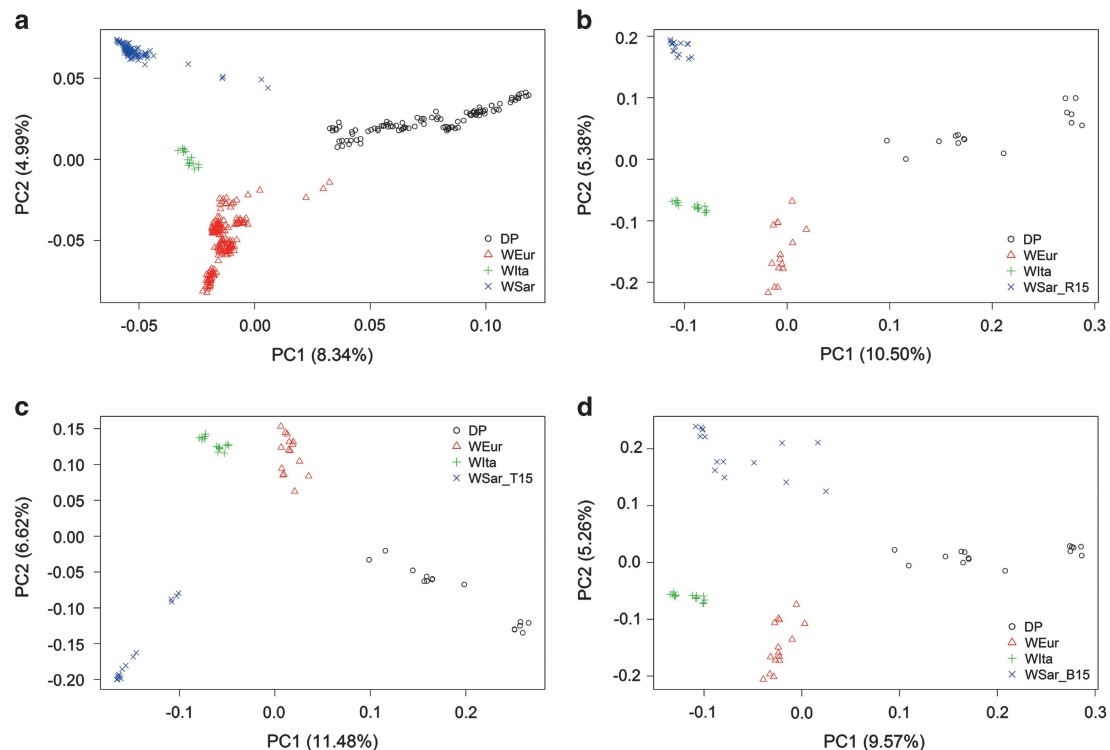 a
0.05
0.00
-0.05
PC2 (4.99%)
DP
WEur
WIta
WSar
-0.05 0.00 0.05 0.10
PC1 (8.34%)
b
0.2
0.1
0.0
-0.1
-0.2
PC2 (5.38%)
DP
WEur
WIta
WSar_R15
-0.1 0.0 0.1 0.2 0.3
PC1 (10.50%)
c
0.15
0.10
0.05
0.00
-0.05
-0.10
-0.15
-0.20
PC2 (6.62%)
DP
WEur
WIta
WSar_T15
-0.1 0.0 0.1 0.2
PC1 (11.48%)
d
0.2
0.1
0.0
-0.1
-0.2
PC2 (5.26%)
DP
WEur
WIta
WSar_B15
-0.1 0.0 0.1 0.2 0.3
PC1 (9.57%)